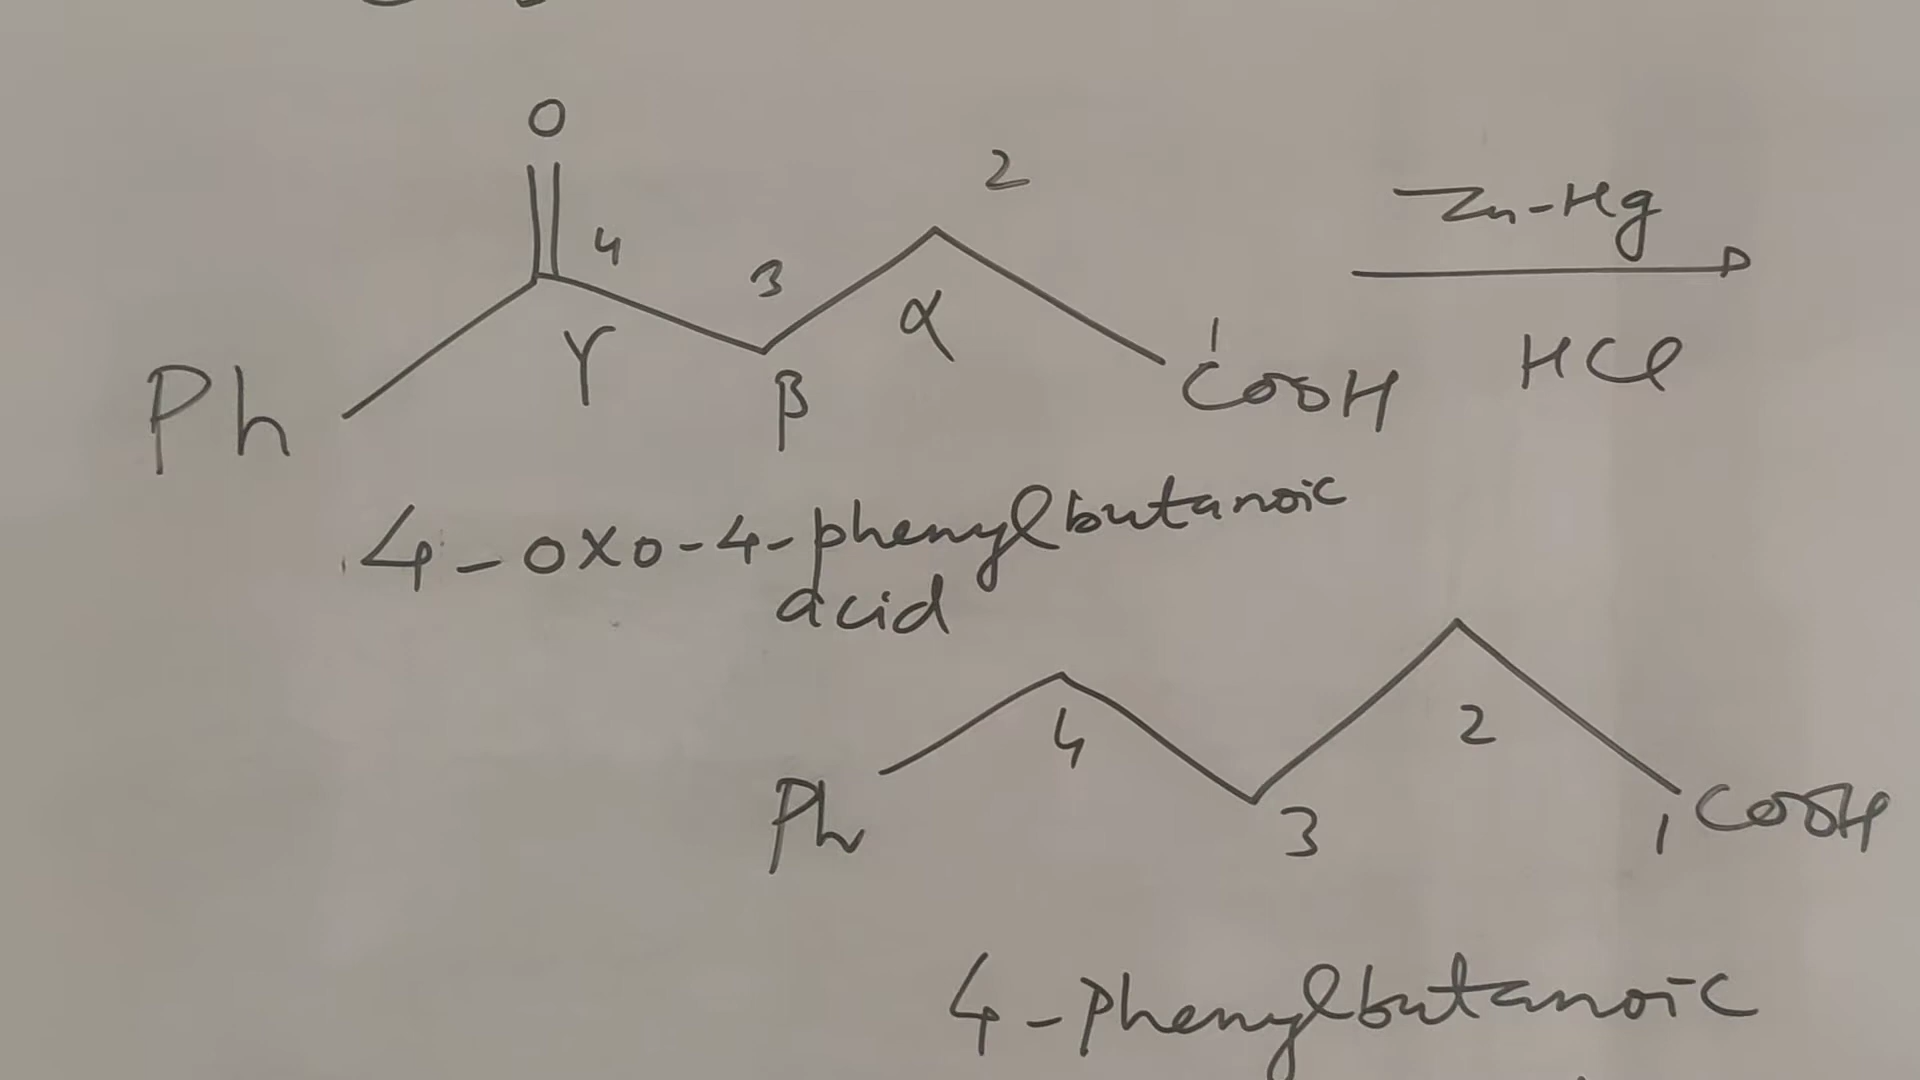 O
2
4
3
Zn-Hg
γ
α
1
Ph
β
COOH
HCl
4-oxo-4-phenylbutanoic
acid
4
2
Ph
3
1
COOH
4-Phenylbutanoic